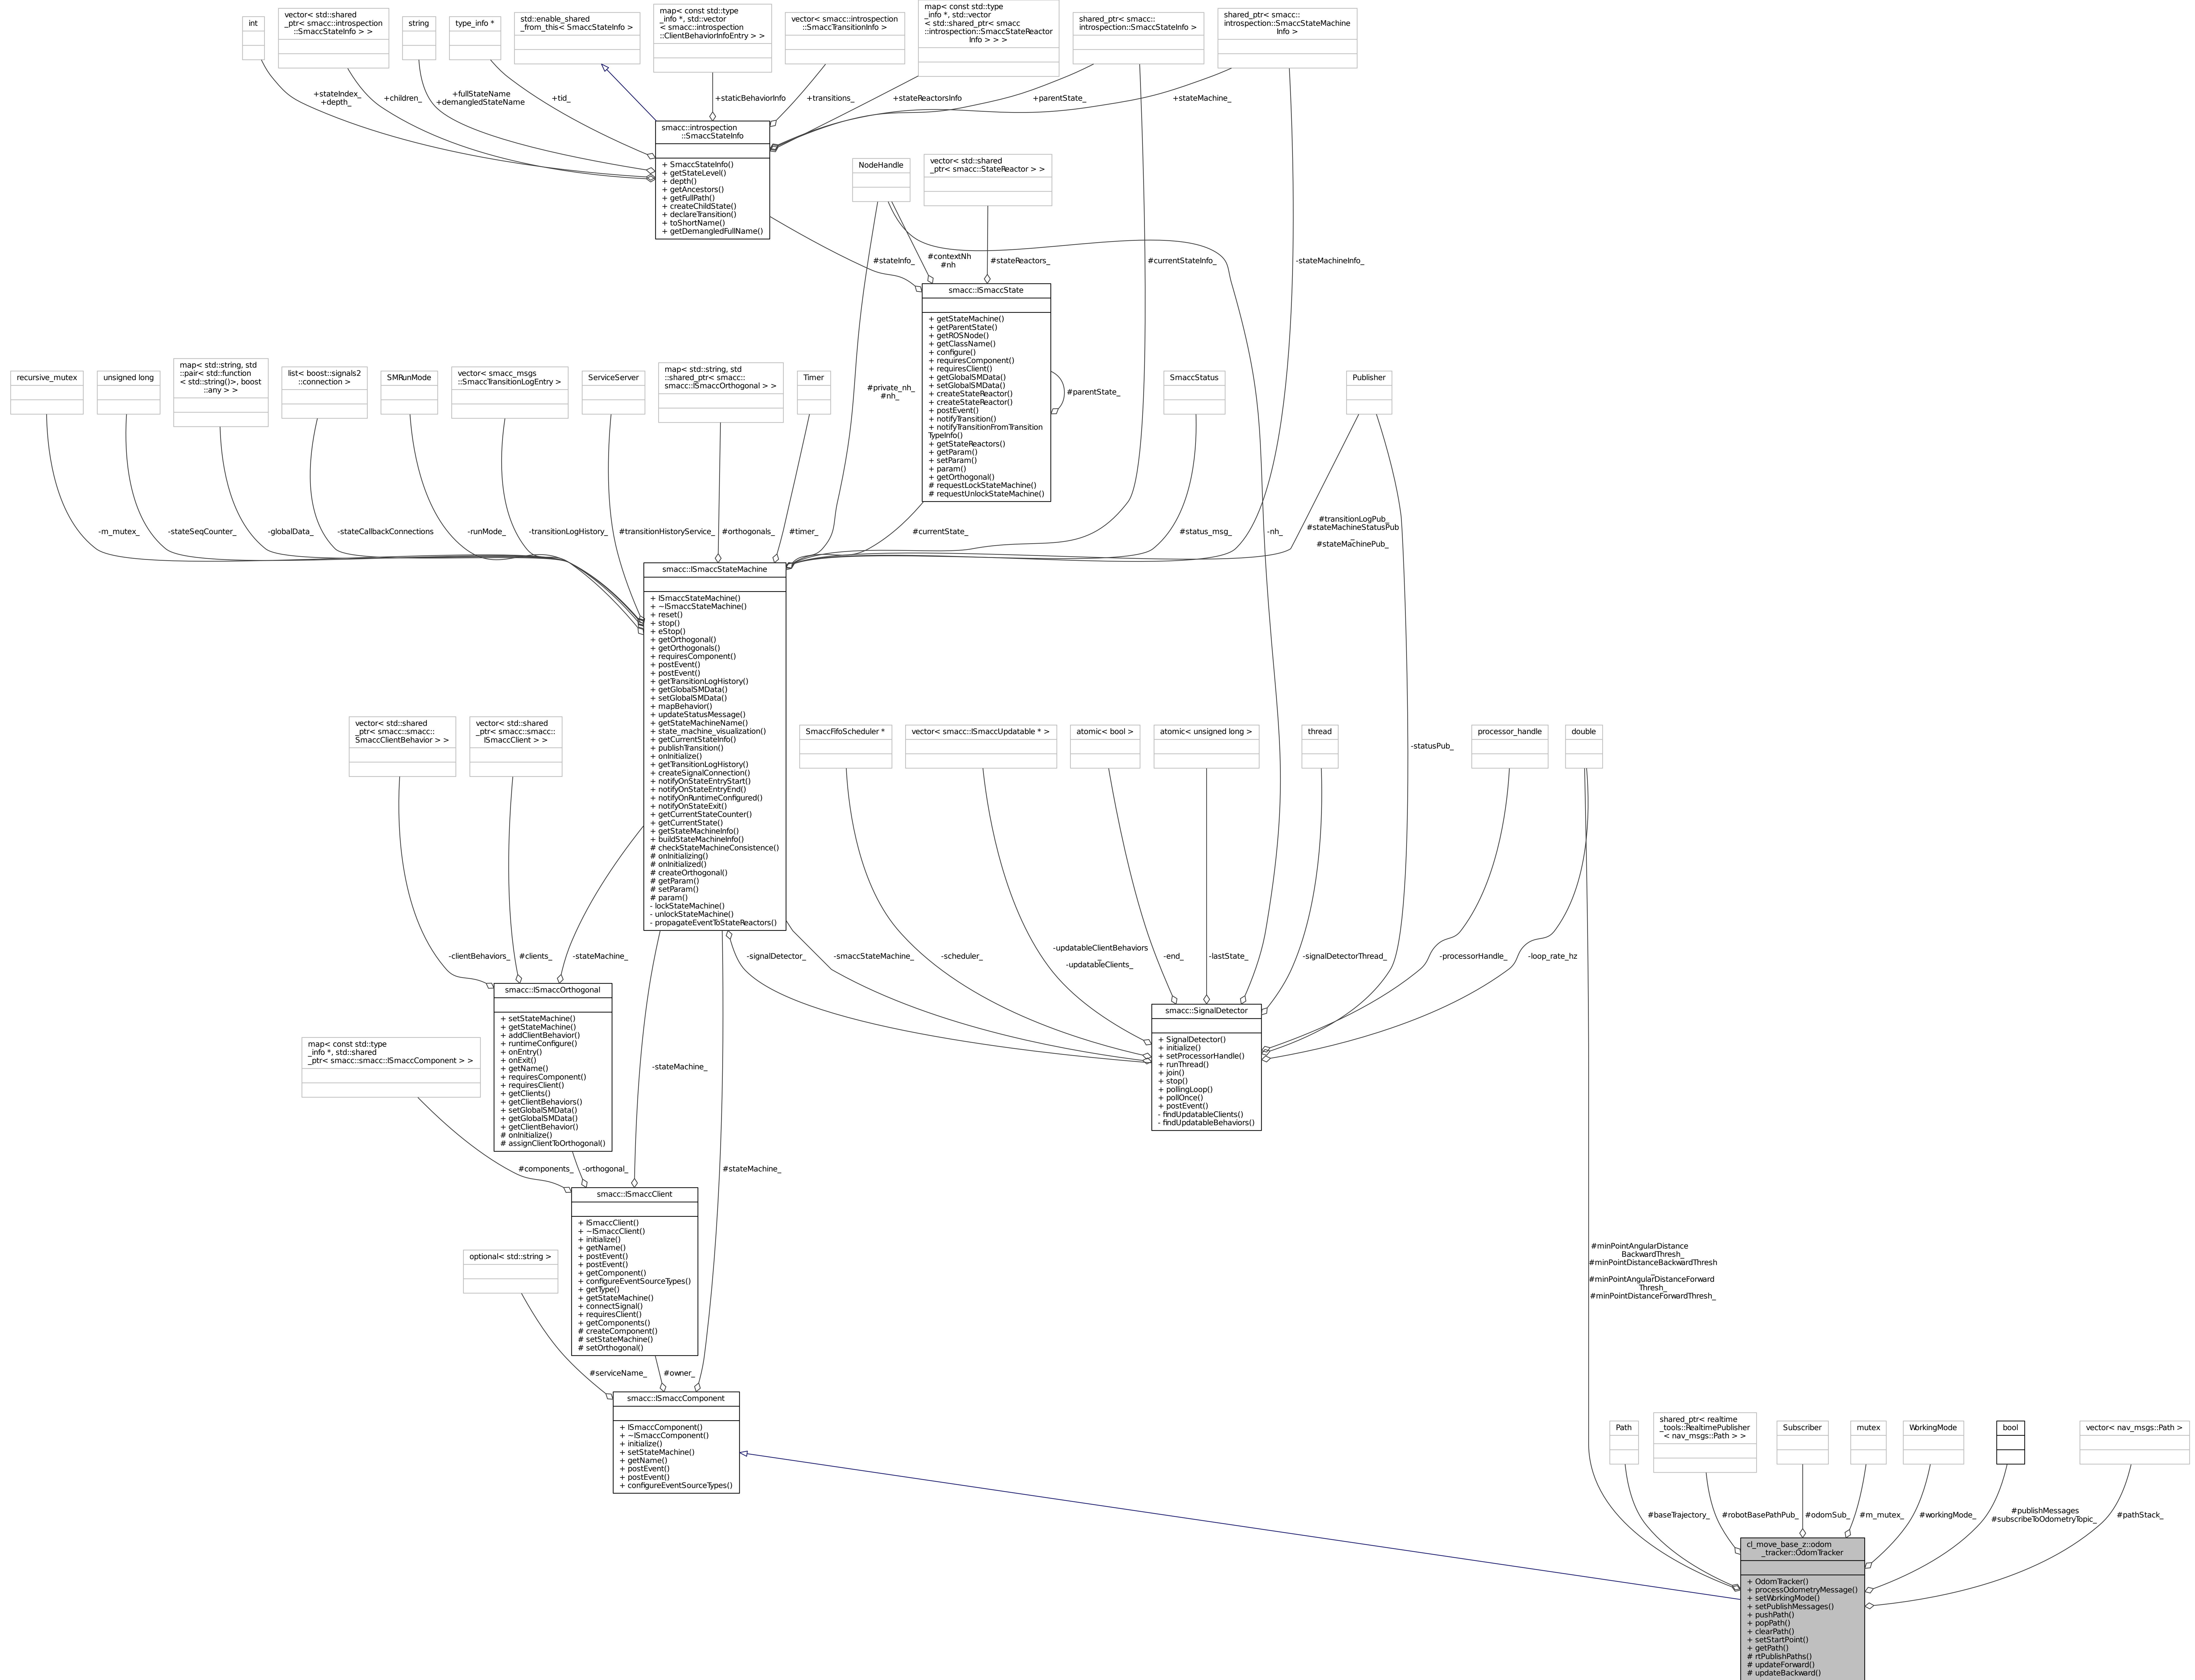 int
vector< std::shared
_ptr< smacc::introspection
::SmaccStateInfo > >
string
type_info *
std::enable_shared
_from_this< SmaccStateInfo >
map< const std::type
_info *, std::vector
< smacc::introspection
::ClientBehaviorInfoEntry > >
vector< smacc::introspection
::SmaccTransitionInfo >
map< const std::type
_info *, std::vector
< std::shared_ptr< smacc
::introspection::SmaccStateReactor
Info > > >
shared_ptr< smacc::
introspection::SmaccStateInfo >
shared_ptr< smacc::
introspection::SmaccStateMachine
Info >
+stateIndex_
+depth_
+children_
+fullStateName
+demangledStateName
+tid_
+staticBehaviorInfo
+transitions_
+stateReactorsInfo
+parentState_
+stateMachine_
smacc::introspection
::SmaccStateInfo
+ SmaccStateInfo()
+ getStateLevel()
+ depth()
+ getAncestors()
+ getFullPath()
+ createChildState()
+ declareTransition()
+ toShortName()
+ getDemangledFullName()
NodeHandle
vector< std::shared
_ptr< smacc::StateReactor > >
#stateInfo_
#contextNh
#nh
#stateReactors_
#currentStateInfo_
-stateMachineInfo_
smacc::ISmaccState
+ getStateMachine()
+ getParentState()
+ getROSNode()
+ getClassName()
+ configure()
+ requiresComponent()
+ requiresClient()
+ getGlobalSMData()
+ setGlobalSMData()
+ createStateReactor()
+ createStateReactor()
+ postEvent()
+ notifyTransition()
+ notifyTransitionFromTransition
TypeInfo()
+ getStateReactors()
+ getParam()
+ setParam()
+ param()
+ getOrthogonal()
# requestLockStateMachine()
# requestUnlockStateMachine()
#parentState_
recursive_mutex
unsigned long
map< std::string, std
::pair< std::function
< std::string()>, boost
::any > >
list< boost::signals2
::connection >
SMRunMode
vector< smacc_msgs
::SmaccTransitionLogEntry >
ServiceServer
map< std::string, std
::shared_ptr< smacc::
smacc::ISmaccOrthogonal > >
Timer
#private_nh_
#nh_
SmaccStatus
Publisher
-m_mutex_
-stateSeqCounter_
-globalData_
-stateCallbackConnections
-runMode_
-transitionLogHistory_
#transitionHistoryService_
#orthogonals_
#timer_
#currentState_
#status_msg_
-nh_
#transitionLogPub_
#stateMachineStatusPub
_
#stateMachinePub_
smacc::ISmaccStateMachine
+ ISmaccStateMachine()
+ ~ISmaccStateMachine()
+ reset()
+ stop()
+ eStop()
+ getOrthogonal()
+ getOrthogonals()
+ requiresComponent()
+ postEvent()
+ postEvent()
+ getTransitionLogHistory()
+ getGlobalSMData()
+ setGlobalSMData()
+ mapBehavior()
+ updateStatusMessage()
+ getStateMachineName()
+ state_machine_visualization()
+ getCurrentStateInfo()
+ publishTransition()
+ onInitialize()
+ getTransitionLogHistory()
+ createSignalConnection()
+ notifyOnStateEntryStart()
+ notifyOnStateEntryEnd()
+ notifyOnRuntimeConfigured()
+ notifyOnStateExit()
+ getCurrentStateCounter()
+ getCurrentState()
+ getStateMachineInfo()
+ buildStateMachineInfo()
# checkStateMachineConsistence()
# onInitializing()
# onInitialized()
# createOrthogonal()
# getParam()
# setParam()
# param()
- lockStateMachine()
- unlockStateMachine()
- propagateEventToStateReactors()
vector< std::shared
_ptr< smacc::smacc::
SmaccClientBehavior > >
vector< std::shared
_ptr< smacc::smacc::
ISmaccClient > >
SmaccFifoScheduler *
vector< smacc::ISmaccUpdatable * >
atomic< bool >
atomic< unsigned long >
thread
-statusPub_
processor_handle
double
-clientBehaviors_
#clients_
-stateMachine_
-signalDetector_
-smaccStateMachine_
-scheduler_
-updatableClientBehaviors
_
-updatableClients_
-end_
-lastState_
-signalDetectorThread_
-processorHandle_
-loop_rate_hz
smacc::ISmaccOrthogonal
+ setStateMachine()
+ getStateMachine()
+ addClientBehavior()
+ runtimeConfigure()
+ onEntry()
+ onExit()
+ getName()
+ requiresComponent()
+ requiresClient()
+ getClients()
+ getClientBehaviors()
+ setGlobalSMData()
+ getGlobalSMData()
+ getClientBehavior()
# onInitialize()
# assignClientToOrthogonal()
smacc::SignalDetector
+ SignalDetector()
+ initialize()
+ setProcessorHandle()
+ runThread()
+ join()
+ stop()
+ pollingLoop()
+ pollOnce()
+ postEvent()
- findUpdatableClients()
- findUpdatableBehaviors()
map< const std::type
_info *, std::shared
_ptr< smacc::smacc::ISmaccComponent > >
-stateMachine_
#components_
-orthogonal_
#stateMachine_
smacc::ISmaccClient
+ ISmaccClient()
+ ~ISmaccClient()
+ initialize()
+ getName()
+ postEvent()
+ postEvent()
+ getComponent()
+ configureEventSourceTypes()
+ getType()
+ getStateMachine()
+ connectSignal()
+ requiresClient()
+ getComponents()
# createComponent()
# setStateMachine()
# setOrthogonal()
optional< std::string >
#minPointAngularDistance
BackwardThresh_
#minPointDistanceBackwardThresh
_
#minPointAngularDistanceForward
Thresh_
#minPointDistanceForwardThresh_
#serviceName_
#owner_
smacc::ISmaccComponent
+ ISmaccComponent()
+ ~ISmaccComponent()
+ initialize()
+ setStateMachine()
+ getName()
+ postEvent()
+ postEvent()
+ configureEventSourceTypes()
Path
shared_ptr< realtime
_tools::RealtimePublisher
< nav_msgs::Path > >
Subscriber
mutex
WorkingMode
bool
vector< nav_msgs::Path >
#baseTrajectory_
#robotBasePathPub_
#odomSub_
#m_mutex_
#workingMode_
#publishMessages
#subscribeToOdometryTopic_
#pathStack_
cl_move_base_z::odom
_tracker::OdomTracker
+ OdomTracker()
+ processOdometryMessage()
+ setWorkingMode()
+ setPublishMessages()
+ pushPath()
+ popPath()
+ clearPath()
+ setStartPoint()
+ getPath()
# rtPublishPaths()
# updateForward()
# updateBackward()